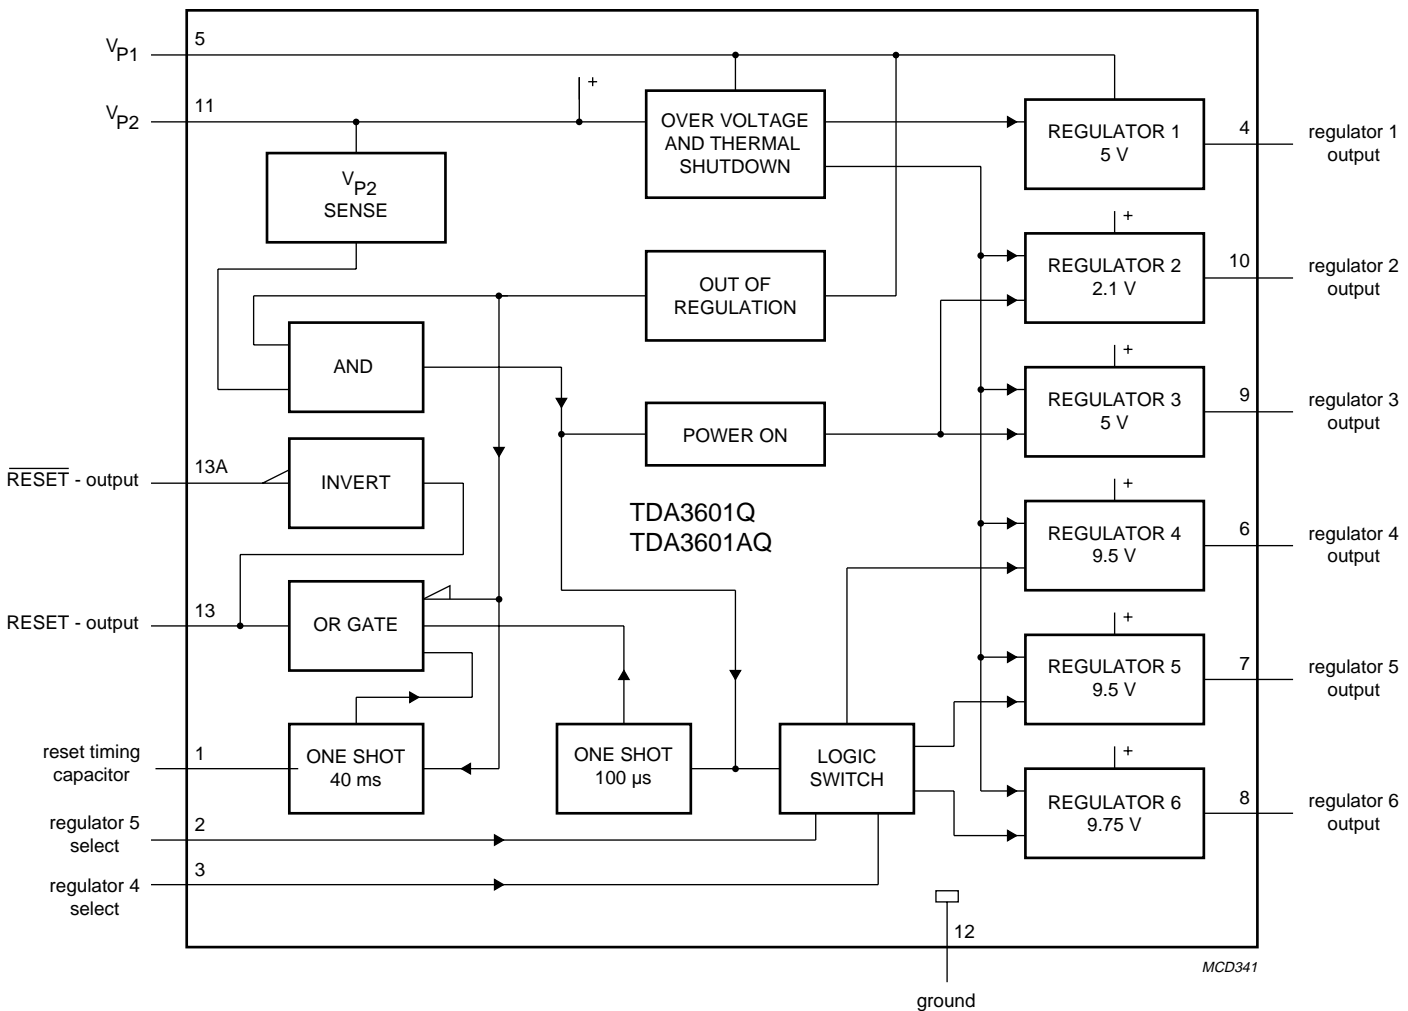 V P1
5
V P2
11
+
OVER VOLTAGE
AND THERMAL
SHUTDOWN
REGULATOR 1
5 V
4
regulator 1
output
V P2
SENSE
+
REGULATOR 2
2.1 V
10
regulator 2
output
OUT OF
REGULATION
AND
+
REGULATOR 3
5 V
9
regulator 3
output
POWER ON
RESET - output
13A
INVERT
TDA3601Q
TDA3601AQ
+
REGULATOR 4
9.5 V
6
regulator 4
output
RESET - output
13
OR GATE
+
REGULATOR 5
9.5 V
7
regulator 5
output
reset timing
capacitor
1
ONE SHOT
40 ms
ONE SHOT
100 µs
LOGIC
SWITCH
+
REGULATOR 6
9.75 V
8
regulator 6
output
regulator 5
select
2
regulator 4
select
3
12
ground
MCD341